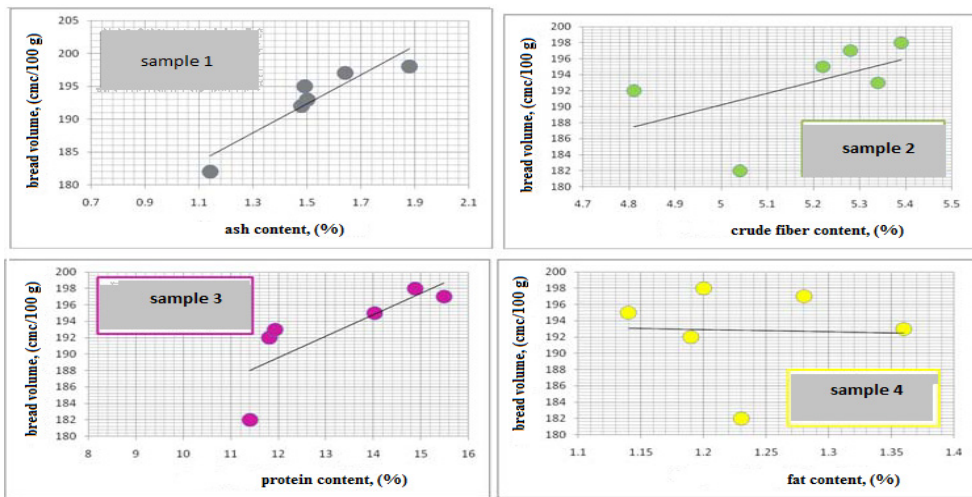 205
200
195
190
185
180
bread volume, (cmc/100 g)
sample 1
0.7 0.9 1.1 1.3 1.5 1.7 1.9 2.1
ash content, (%)
200
198
196
194
192
190
188
186
184
182
180
bread volume, (cmc/100 g)
sample 2
4.7 4.8 4.9 5 5.1 5.2 5.3 5.4 5.5
crude fiber content, (%)
200
198
196
194
192
190
188
186
184
182
180
bread volume, (cmc/100 g)
sample 3
8 9 10 11 12 13 14 15 16
protein content, (%)
200
198
196
194
192
190
188
186
184
182
180
bread volume, (cmc/100 g)
sample 4
1.1 1.15 1.2 1.25 1.3 1.35 1.4
fat content, (%)